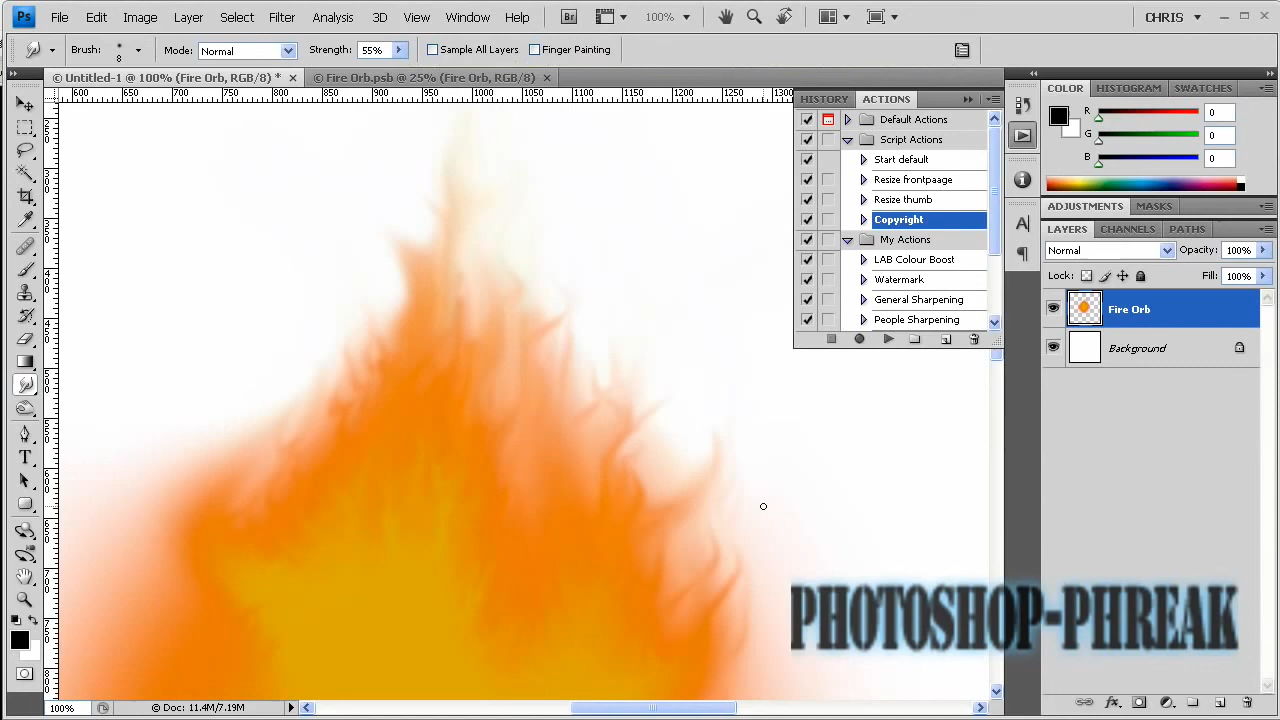 Ps File Edit Image Lay Select Filter Analysis 3D View Window Help Br 100% CHRIS
Brush: 8 Mode: Normal Strength: 55% Sample All Layers Finger Painting
© Untitled-1 @ 100% (Fire Orb, RGB/8) * © Fire Orb.psb @ 25% (Fire Orb, RGB/8)
600 650 700 750 800 850 900 950 1000 1050 1100 1150 1200 1250 1300
HISTORY ACTIONS
Default Actions
Script Actions
Start default
Resize frontpaage
Resize thumb
Copyright
My Actions
LAB Colour Boost
Watermark
General Sharpening
People Sharpening
COLOR HISTOGRAM SWATCHES
R 0
G 0
B 0
ADJUSTMENTS MASKS
LAYERS CHANNELS PATHS
Normal Opacity: 100%
Lock: Fill: 100%
Fire Orb
Background
PHOTOSHOP-PHREAK
100% Doc: 11.4M/7.19M